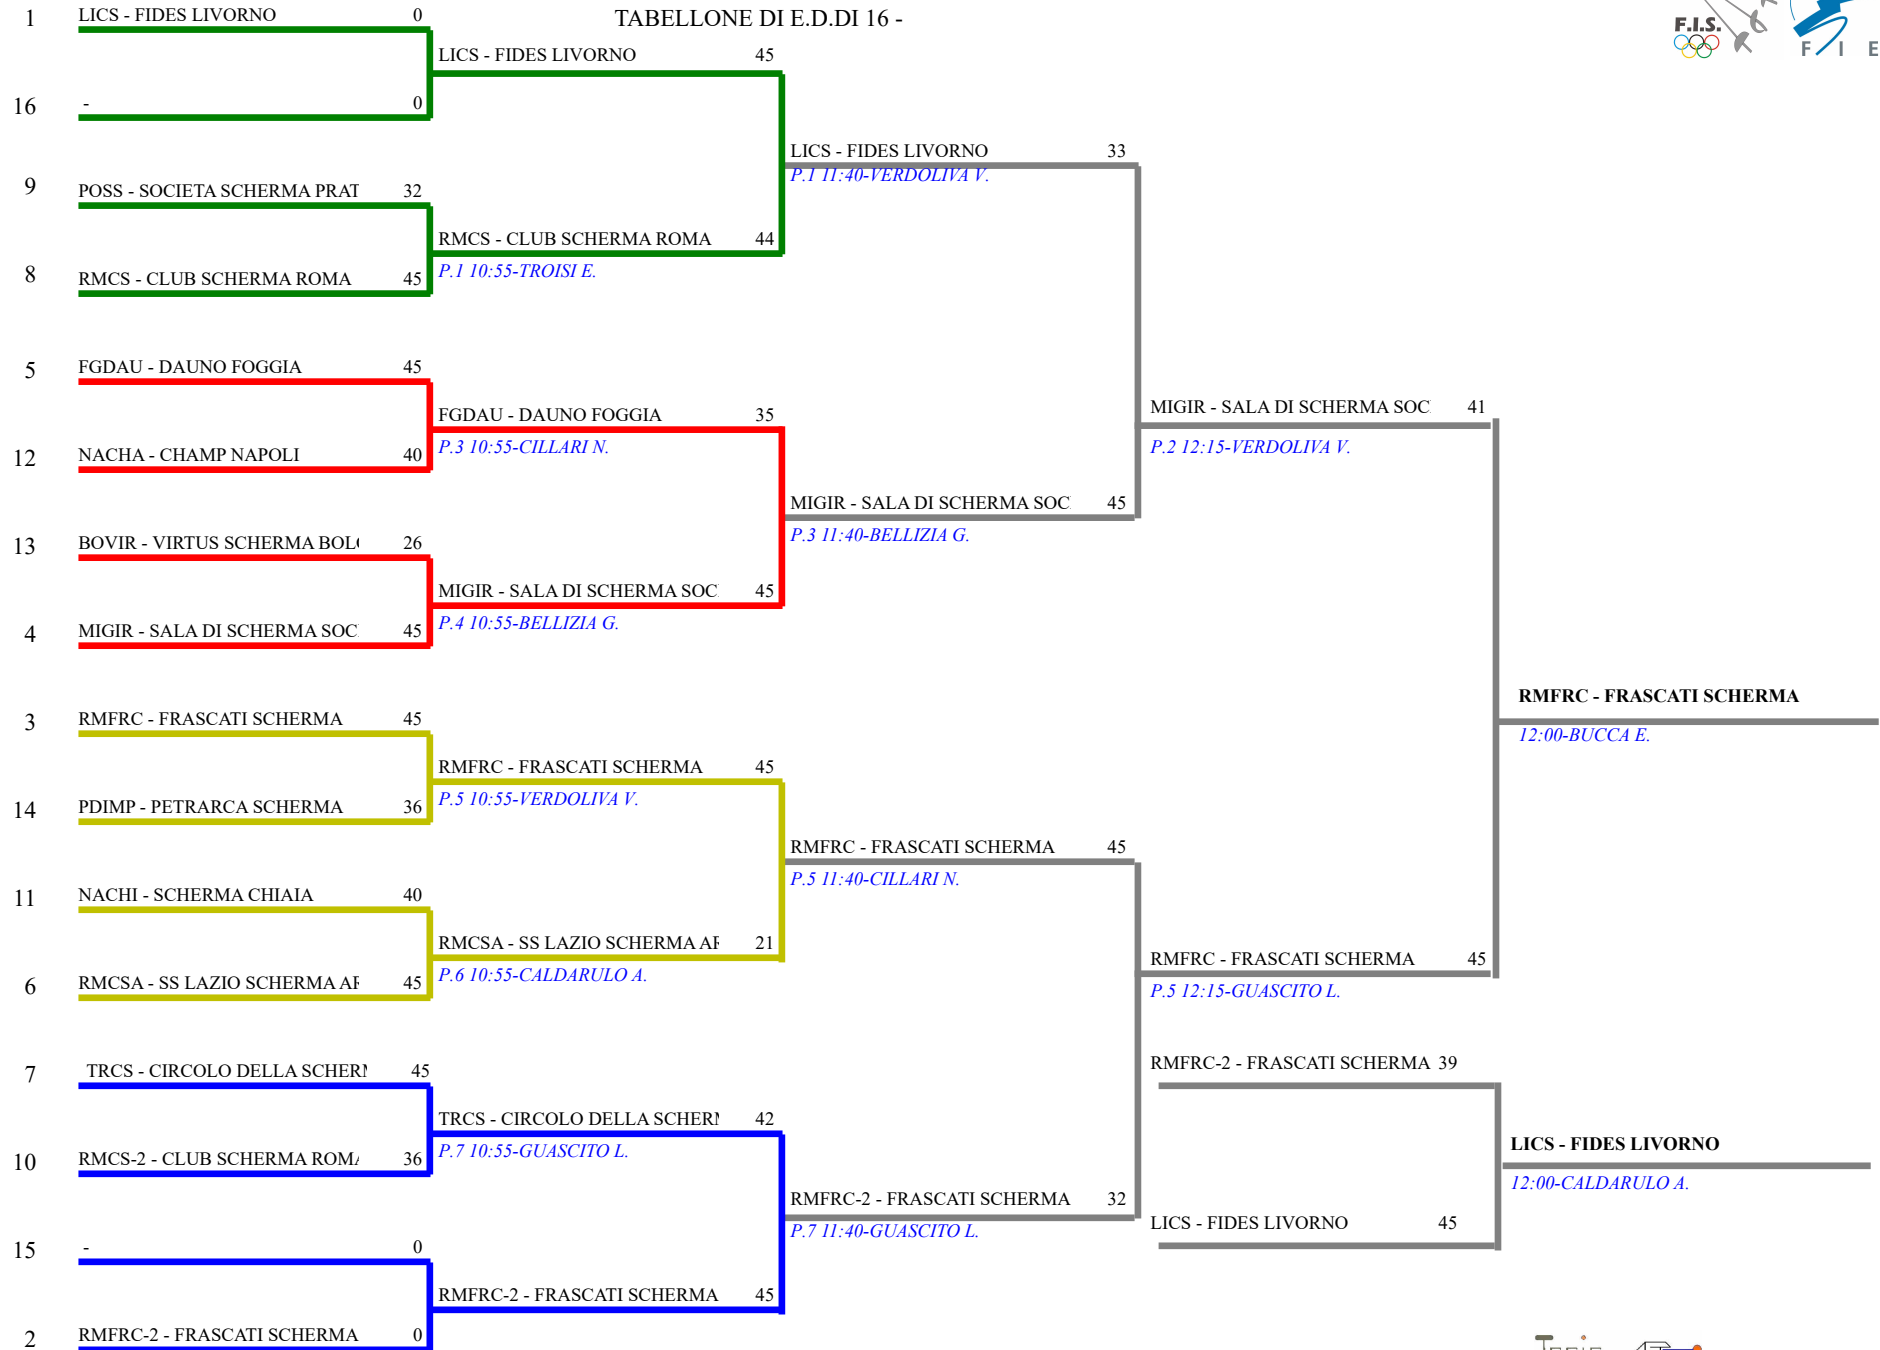 TABELLONE DI E.D.DI 16 -
F.I.S.
F I E
1 LICS - FIDES LIVORNO 0
LICS - FIDES LIVORNO 45
16 - 0
LICS - FIDES LIVORNO 33
P.1 11:40-VERDOLIVA V.
9 POSS - SOCIETA SCHERMA PRAT 32
RMCS - CLUB SCHERMA ROMA 44
P.1 10:55-TROISI E.
8 RMCS - CLUB SCHERMA ROMA 45
5 FGDAU - DAUNO FOGGIA 45
FGDAU - DAUNO FOGGIA 35
P.3 10:55-CILLARI N.
MIGIR - SALA DI SCHERMA SOC 41
P.2 12:15-VERDOLIVA V.
12 NACHA - CHAMP NAPOLI 40
MIGIR - SALA DI SCHERMA SOC 45
P.3 11:40-BELLIZIA G.
13 BOVIR - VIRTUS SCHERMA BOL 26
MIGIR - SALA DI SCHERMA SOC 45
P.4 10:55-BELLIZIA G.
4 MIGIR - SALA DI SCHERMA SOC 45
RMFRC - FRASCATI SCHERMA
12:00-BUCCA E.
3 RMFRC - FRASCATI SCHERMA 45
RMFRC - FRASCATI SCHERMA 45
P.5 10:55-VERDOLIVA V.
14 PDIMP - PETRARCA SCHERMA 36
RMFRC - FRASCATI SCHERMA 45
P.5 11:40-CILLARI N.
11 NACHI - SCHERMA CHIAIA 40
RMCSA - SS LAZIO SCHERMA AR 21
P.6 10:55-CALDARULO A.
RMFRC - FRASCATI SCHERMA 45
P.5 12:15-GUASCITO L.
6 RMCSA - SS LAZIO SCHERMA AR 45
RMFRC-2 - FRASCATI SCHERMA 39
7 TRCS - CIRCOLO DELLA SCHERM 45
TRCS - CIRCOLO DELLA SCHERM 42
P.7 10:55-GUASCITO L.
LICS - FIDES LIVORNO
12:00-CALDARULO A.
10 RMCS-2 - CLUB SCHERMA ROMA 36
RMFRC-2 - FRASCATI SCHERMA 32
P.7 11:40-GUASCITO L.
LICS - FIDES LIVORNO 45
15 - 0
RMFRC-2 - FRASCATI SCHERMA 45
2 RMFRC-2 - FRASCATI SCHERMA 0